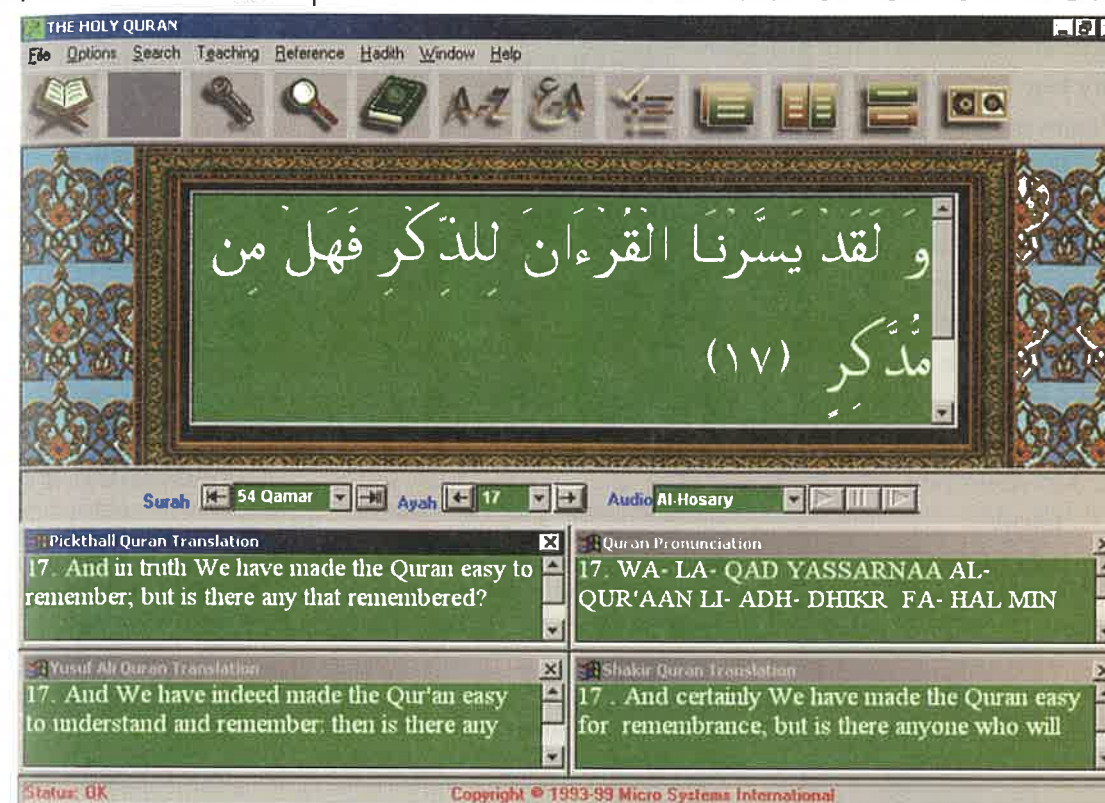 THE HOLY QURAN
File Options Search Teaching Reference Hadith Window Help
A-Z ع-A
وَ لَقَدْ يَسَّرْنَا الْقُرْءَانَ لِلذِّكْرِ فَهَلْ مِن
مُّدَّكِرٍ (١٧)
Surah 54 Qamar Ayah 17 Audio Al-Hosary
Pickthall Quran Translation
17. And in truth We have made the Quran easy to
remember; but is there any that remembered?
Quran Pronunciation
17. WA- LA- QAD YASSARNAA AL-
QUR'AAN LI- ADH- DHIKR FA- HAL MIN
Yusuf Ali Quran Translation
17. And We have indeed made the Qur'an easy
to understand and remember: then is there any
Shakir Quran Translation
17 . And certainly We have made the Quran easy
for remembrance, but is there anyone who will
Status: OK Copyright © 1993-99 Micro Systems International